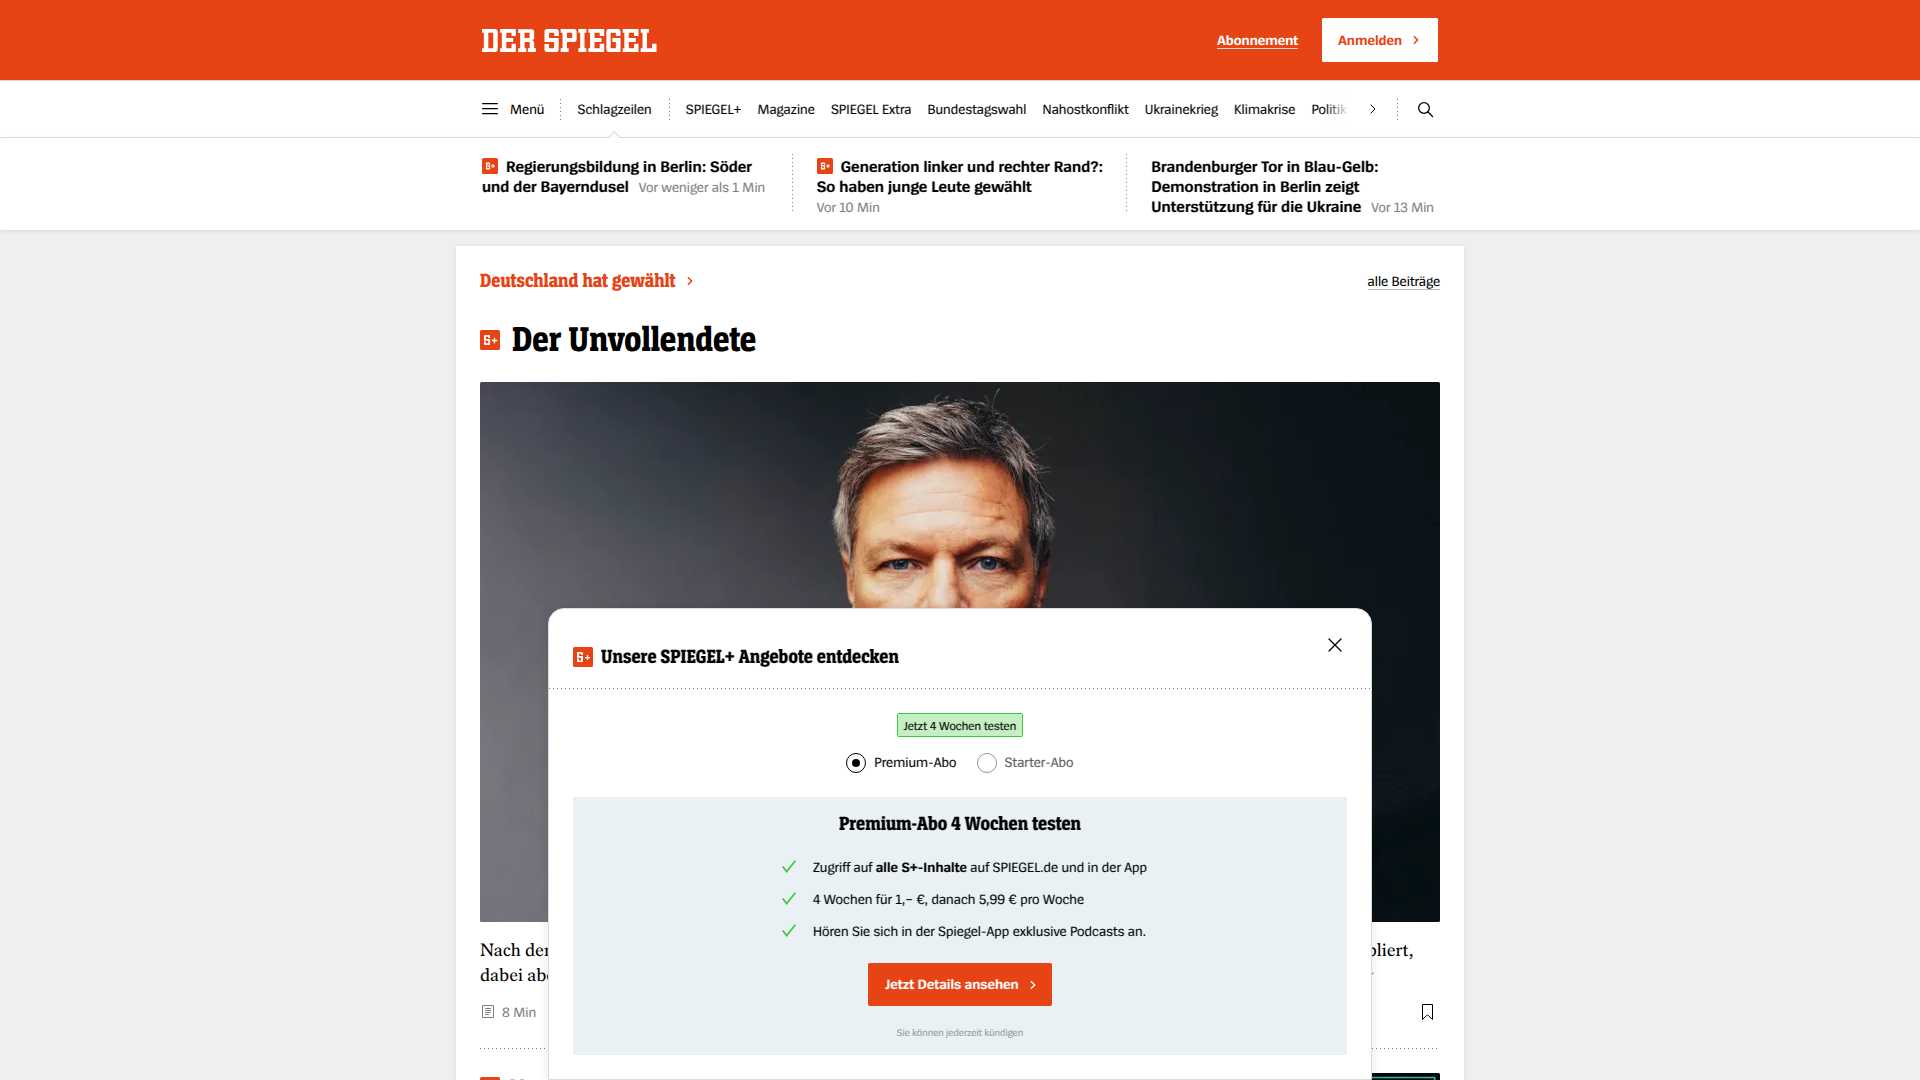 DER SPIEGEL
Abonnement
Anmelden
Menü
Schlagzeilen
SPIEGEL+
Magazine
SPIEGEL Extra
Bundestagswahl
Nahostkonflikt
Ukrainekrieg
Klimakrise
Politik
S+ Regierungsbildung in Berlin: Söder
und der Bayerndusel Vor weniger als 1 Min
S+ Generation linker und rechter Rand?:
So haben junge Leute gewählt
Vor 10 Min
Brandenburger Tor in Blau-Gelb:
Demonstration in Berlin zeigt
Unterstützung für die Ukraine Vor 13 Min
Deutschland hat gewählt
alle Beiträge
S+ Der Unvollendete
S+ Unsere SPIEGEL+ Angebote entdecken
Jetzt 4 Wochen testen
Premium-Abo
Starter-Abo
Premium-Abo 4 Wochen testen
Zugriff auf alle S+-Inhalte auf SPIEGEL.de und in der App
4 Wochen für 1,– €, danach 5,99 € pro Woche
Hören Sie sich in der Spiegel-App exklusive Podcasts an.
Jetzt Details ansehen
Sie können jederzeit kündigen
Nach
dabei
8 Min